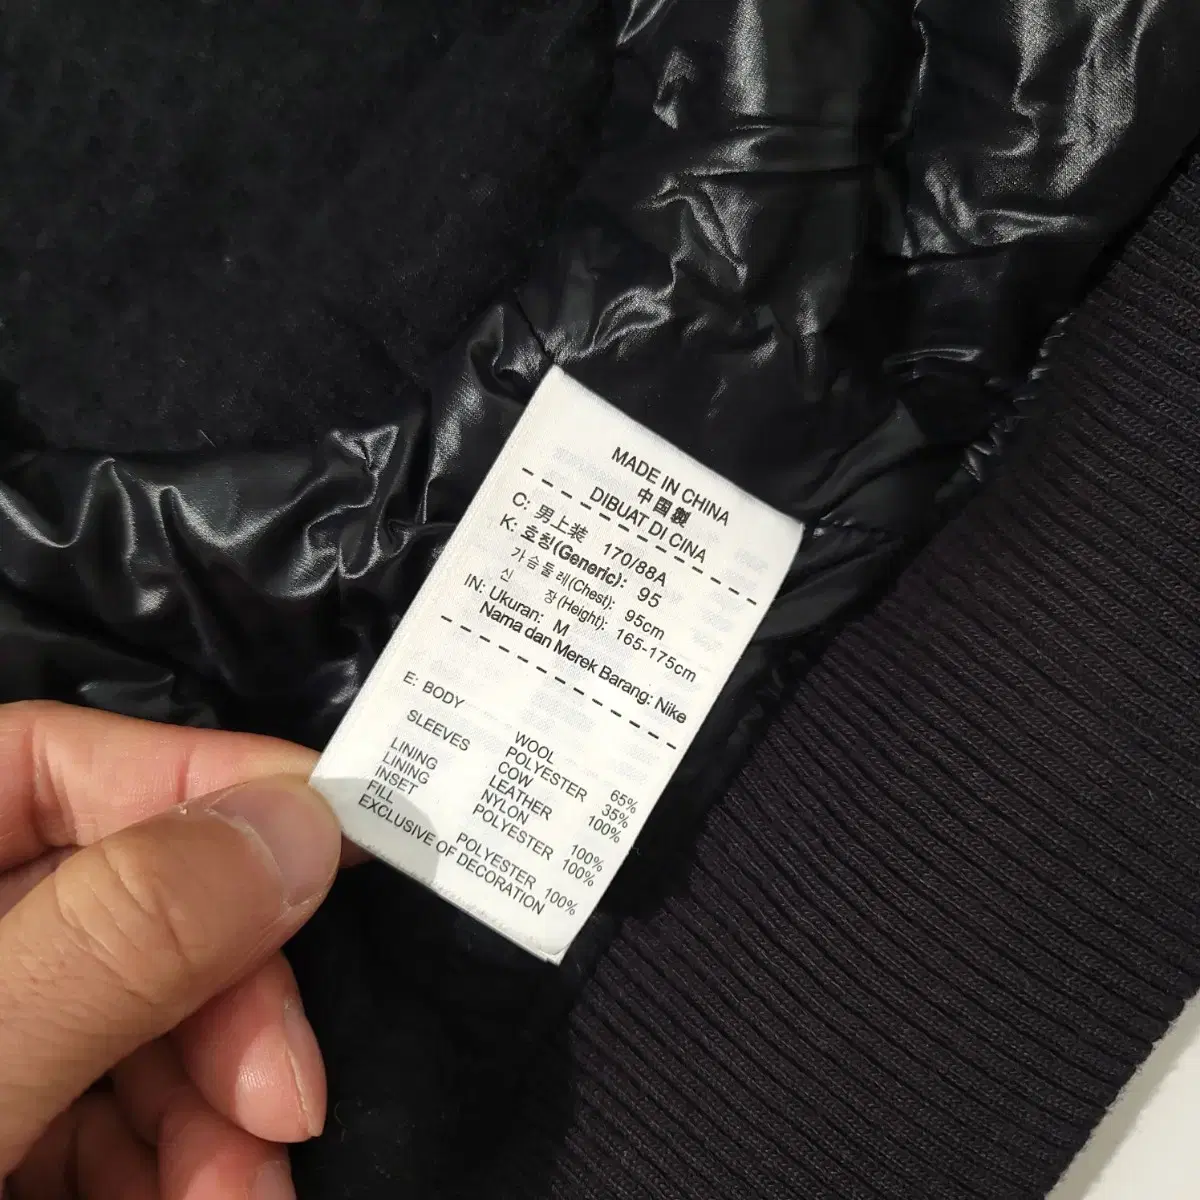 MADE IN CHINA
中国製
DIBUAT DI CINA
C: 男上装 170/88A
K: 호칭(Generic): 95
가슴둘레(Chest): 95cm
신 장(Height): 165-175cm
IN: Ukuran: M
Nama dan Merek Barang: Nike
E: BODY WOOL 65%
POLYESTER 35%
SLEEVES COW LEATHER 100%
LINING NYLON 100%
LINING INSET POLYESTER 100%
FILL POLYESTER 100%
EXCLUSIVE OF DECORATION